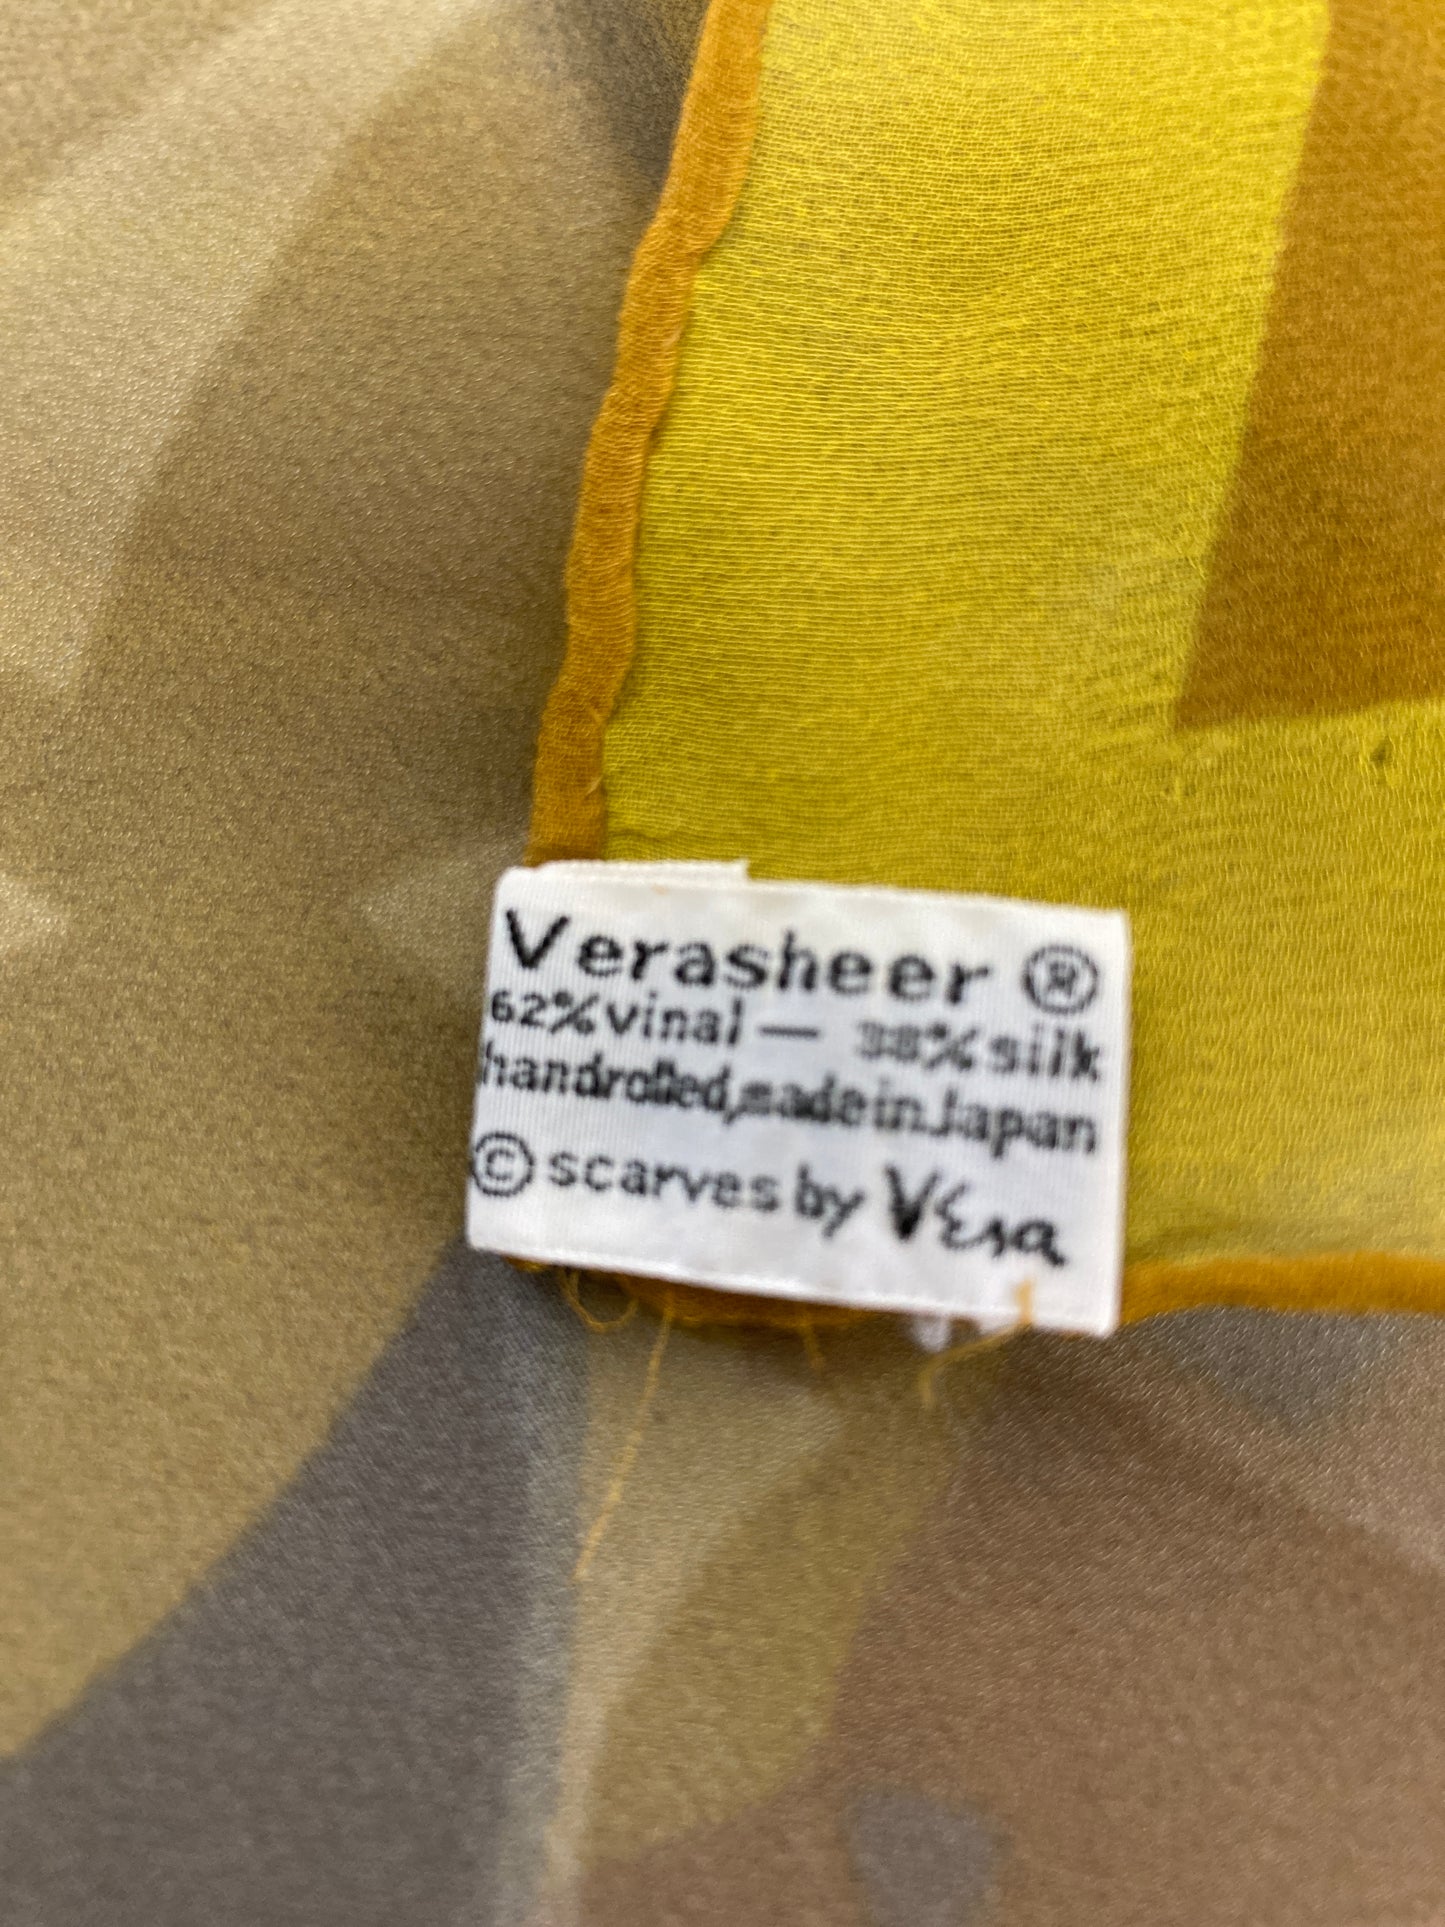 Verasheer ®
62% vinal — 38% silk
handrolled, made in Japan
© scarves by Vera